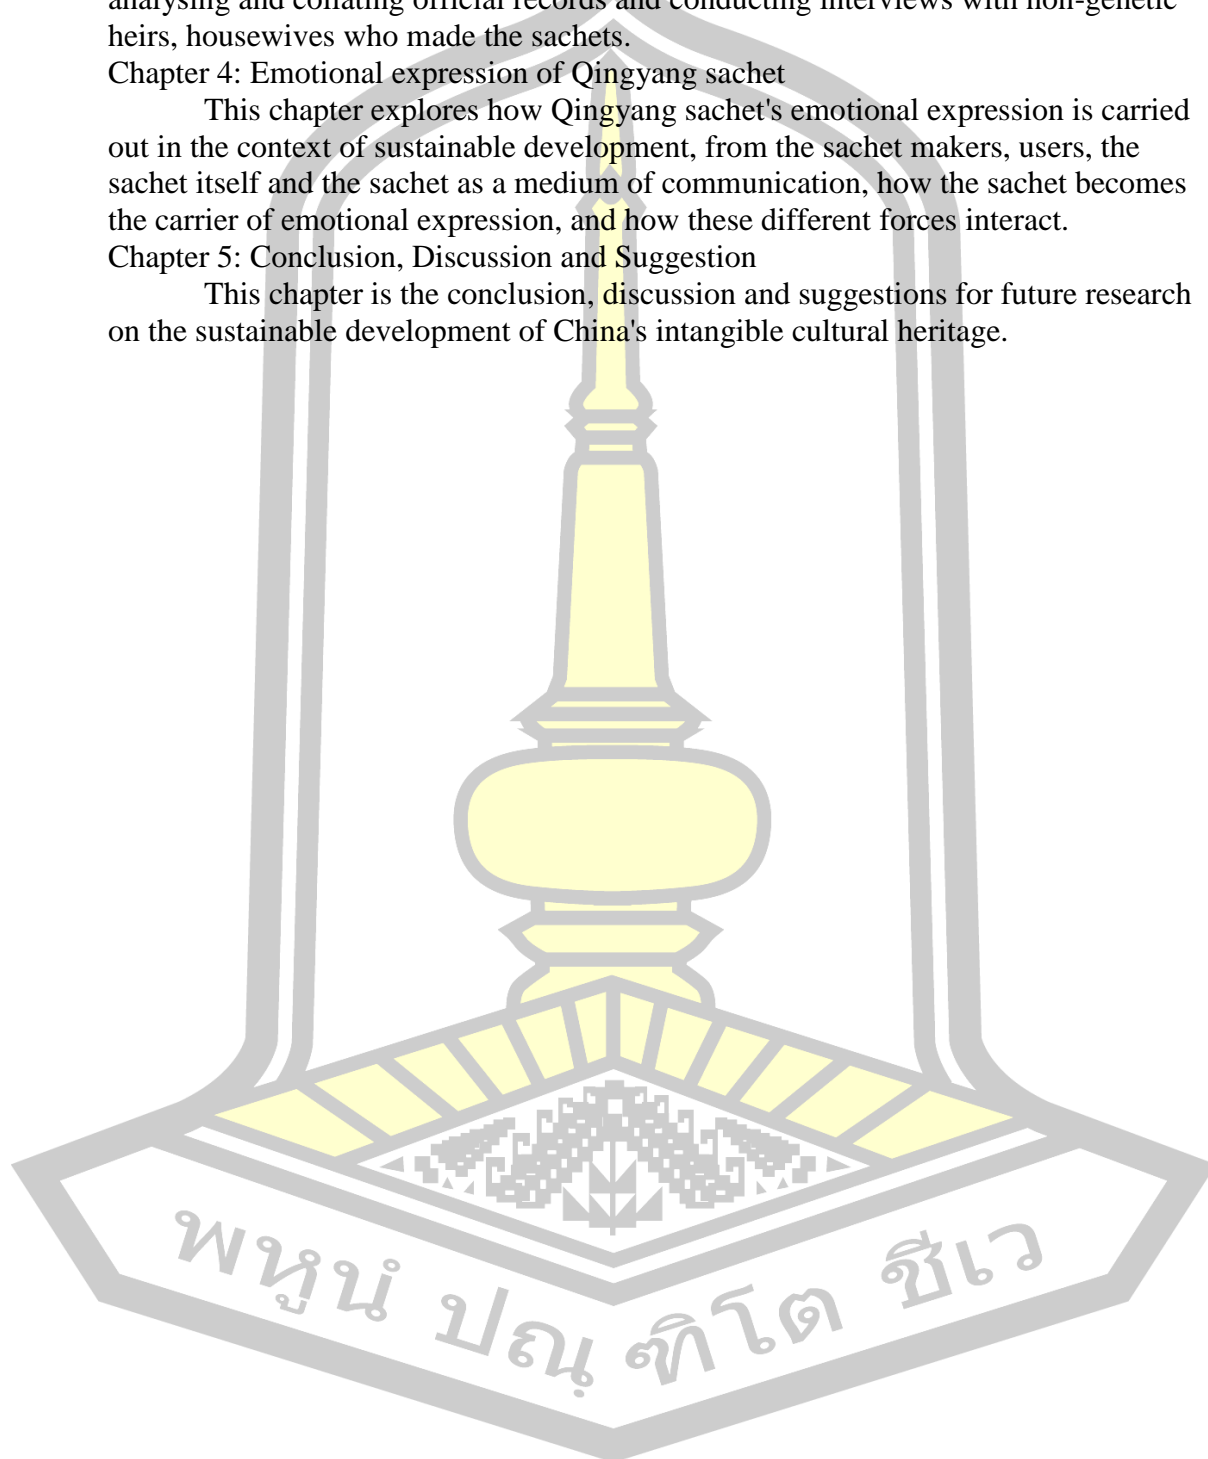 analysing and collating official records and conducting interviews with non-genetic
heirs, housewives who made the sachets.
Chapter 4: Emotional expression of Qingyang sachet
This chapter explores how Qingyang sachet's emotional expression is carried
out in the context of sustainable development, from the sachet makers, users, the
sachet itself and the sachet as a medium of communication, how the sachet becomes
the carrier of emotional expression, and how these different forces interact.
Chapter 5: Conclusion, Discussion and Suggestion
This chapter is the conclusion, discussion and suggestions for future research
on the sustainable development of China's intangible cultural heritage.
พหูนํ ปณฺ ฑิโต ชีเว